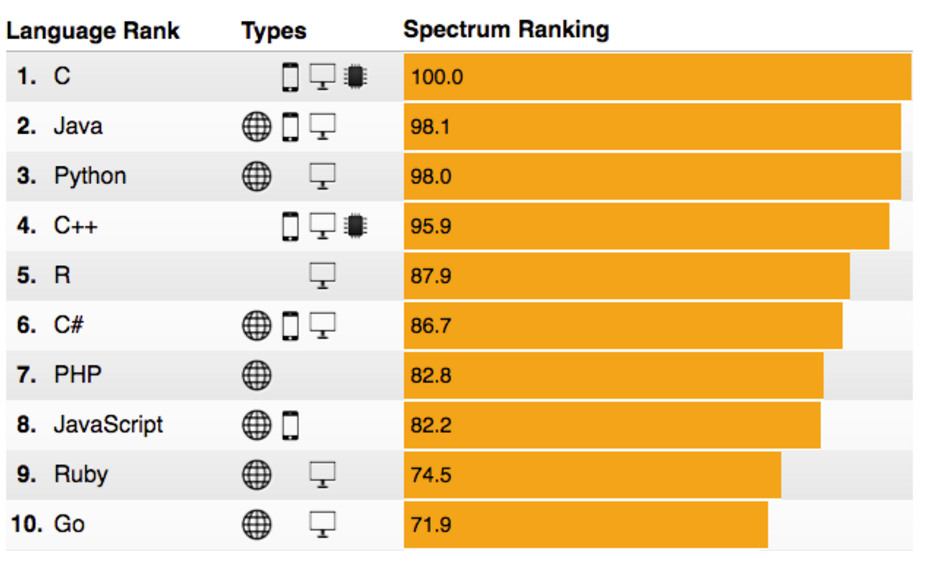 Language Rank Types Spectrum Ranking
1. C 100.0
2. Java 98.1
3. Python 98.0
4. C++ 95.9
5. R 87.9
6. C# 86.7
7. PHP 82.8
8. JavaScript 82.2
9. Ruby 74.5
10. Go 71.9